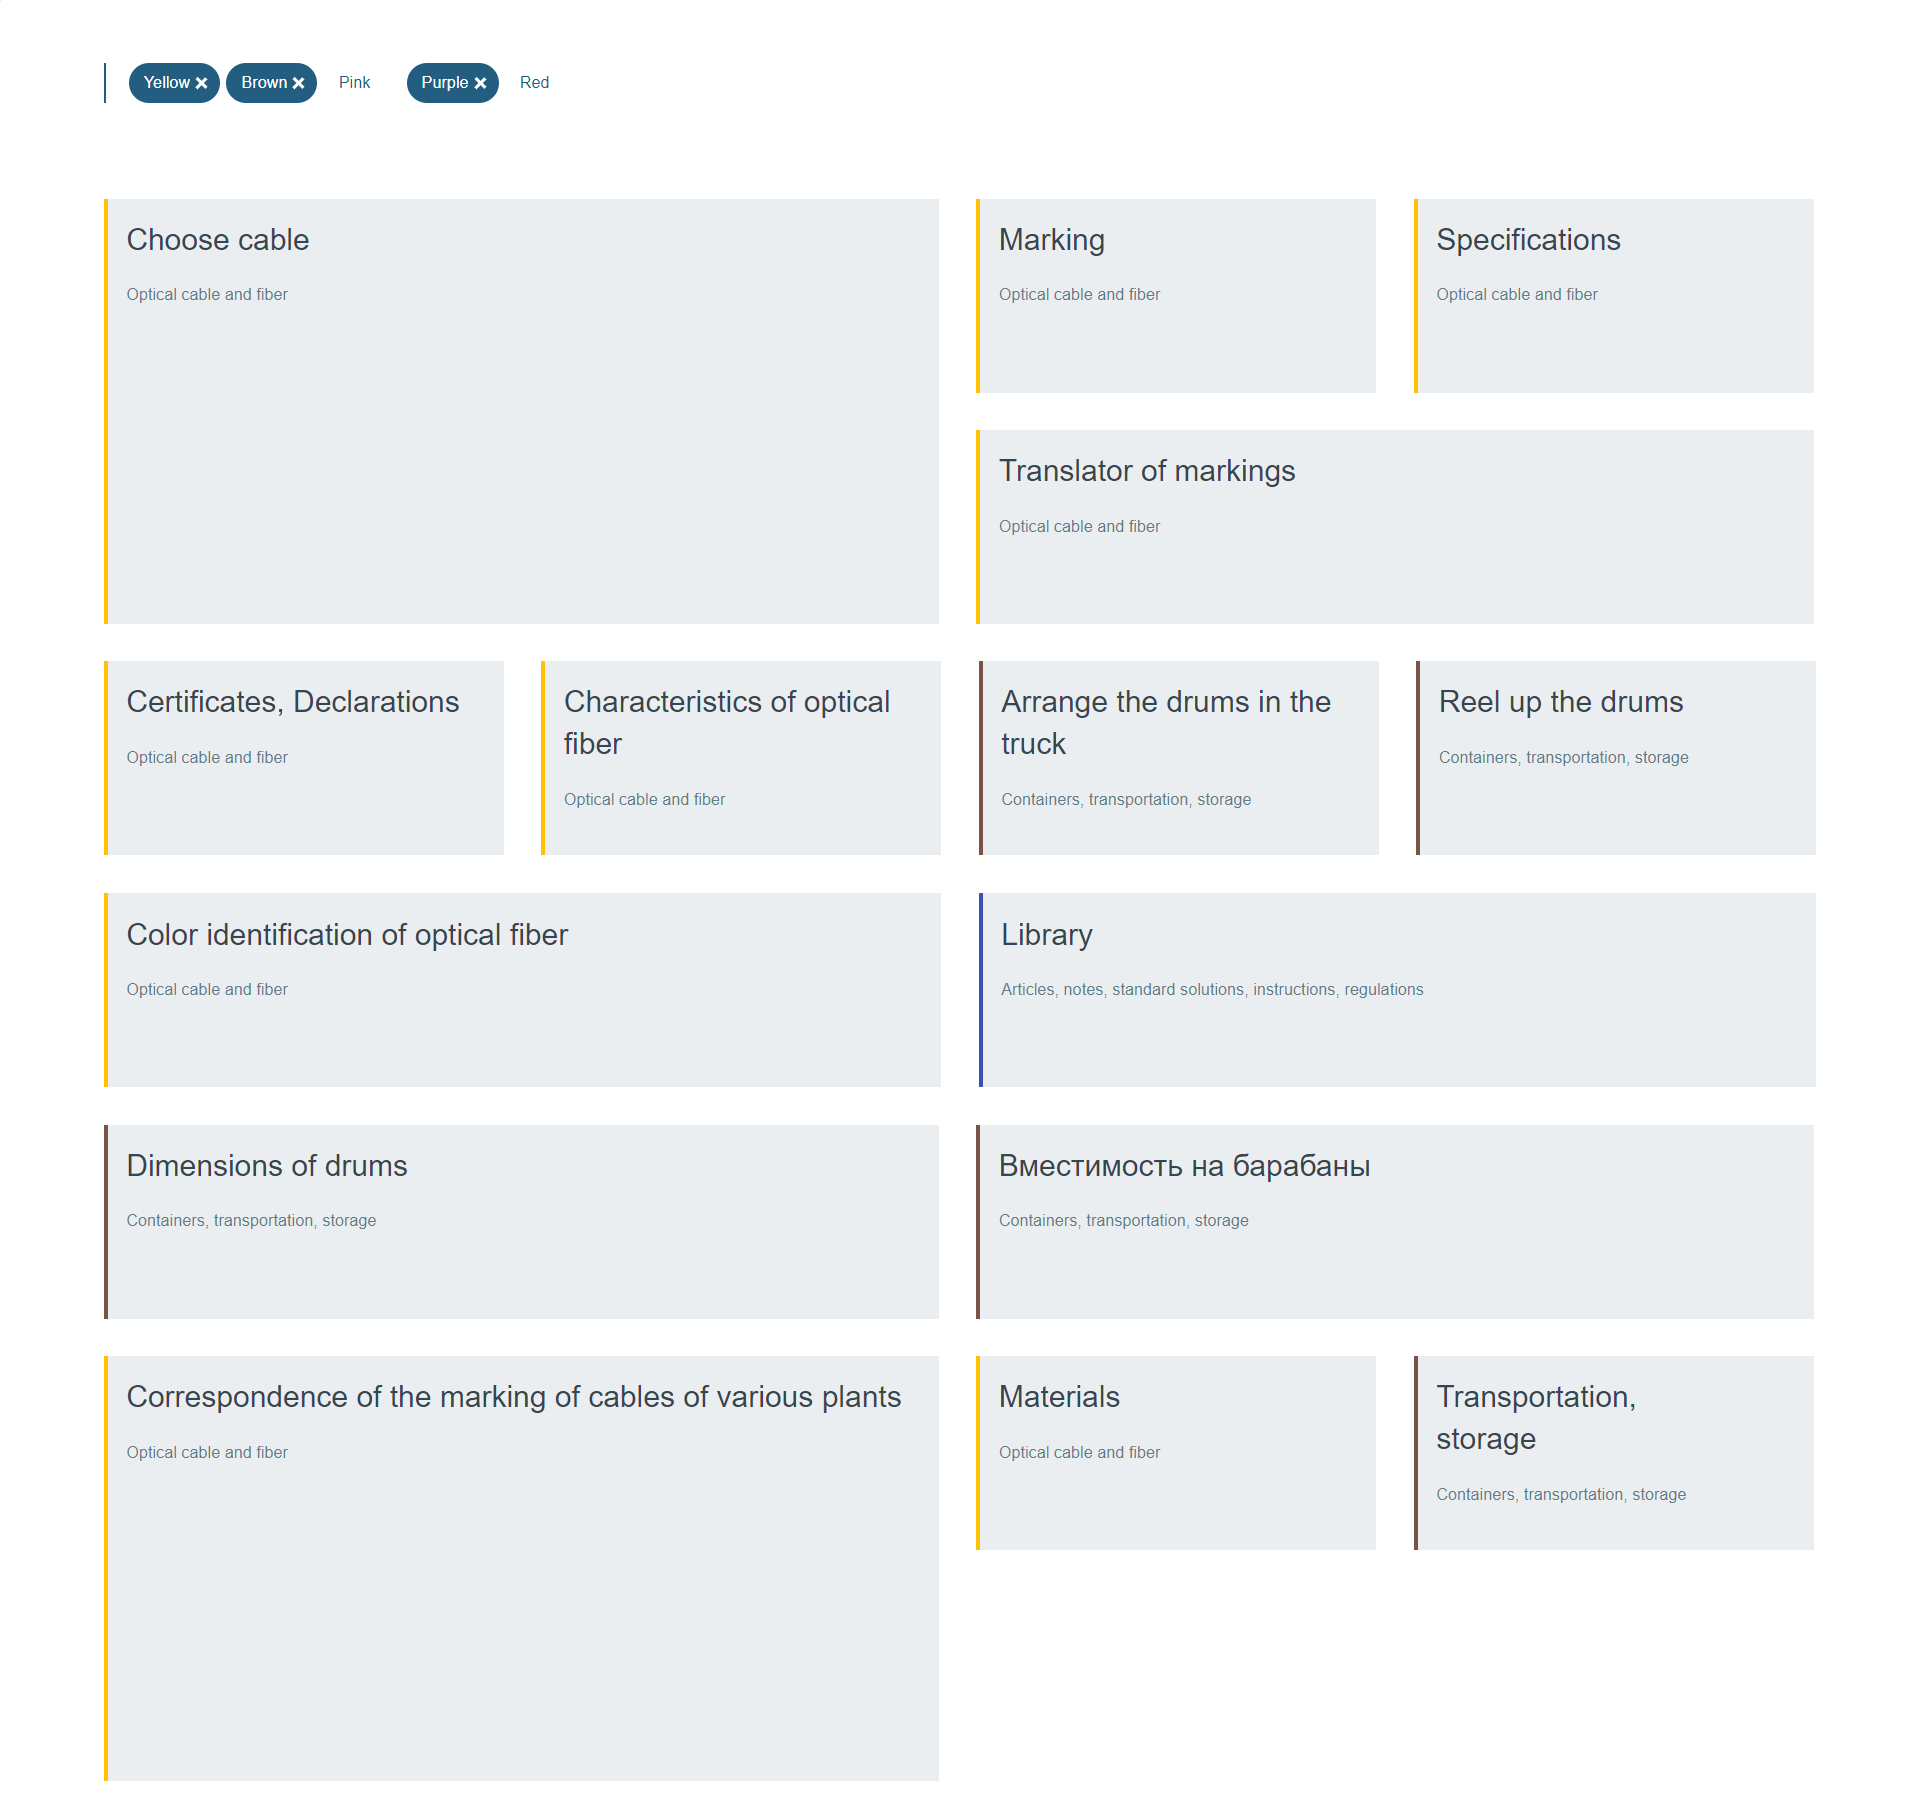 Yellow Brown Pink Purple Red
Choose cable
Optical cable and fiber
Marking
Optical cable and fiber
Specifications
Optical cable and fiber
Translator of markings
Optical cable and fiber
Certificates, Declarations
Optical cable and fiber
Characteristics of optical
fiber
Optical cable and fiber
Arrange the drums in the
truck
Containers, transportation, storage
Reel up the drums
Containers, transportation, storage
Color identification of optical fiber
Optical cable and fiber
Library
Articles, notes, standard solutions, instructions, regulations
Dimensions of drums
Containers, transportation, storage
Вместимость на барабаны
Containers, transportation, storage
Correspondence of the marking of cables of various plants
Optical cable and fiber
Materials
Optical cable and fiber
Transportation,
storage
Containers, transportation, storage